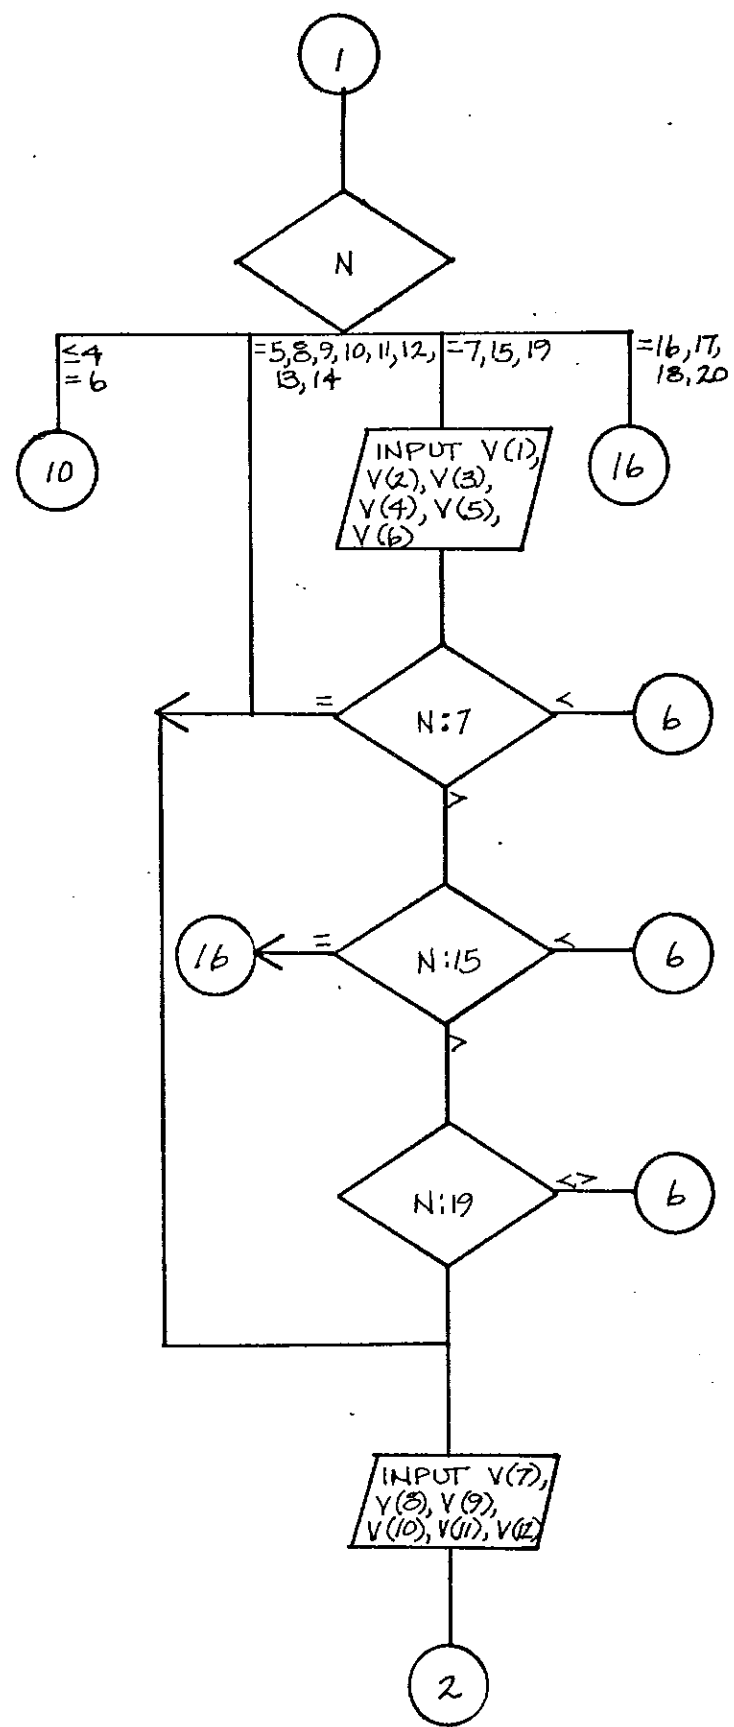 1
N
≤4
=6
=5,8,9,10,11,12,
13,14
=7,15,19
=16,17,
18,20
10
INPUT V(1),
V(2),V(3),
V(4),V(5),
V(6)
16
=
N:7
<
6
>
16
=
N:15
<
6
>
N:19
<>
6
INPUT V(7),
V(8),V(9),
V(10),V(11),V(12)
2